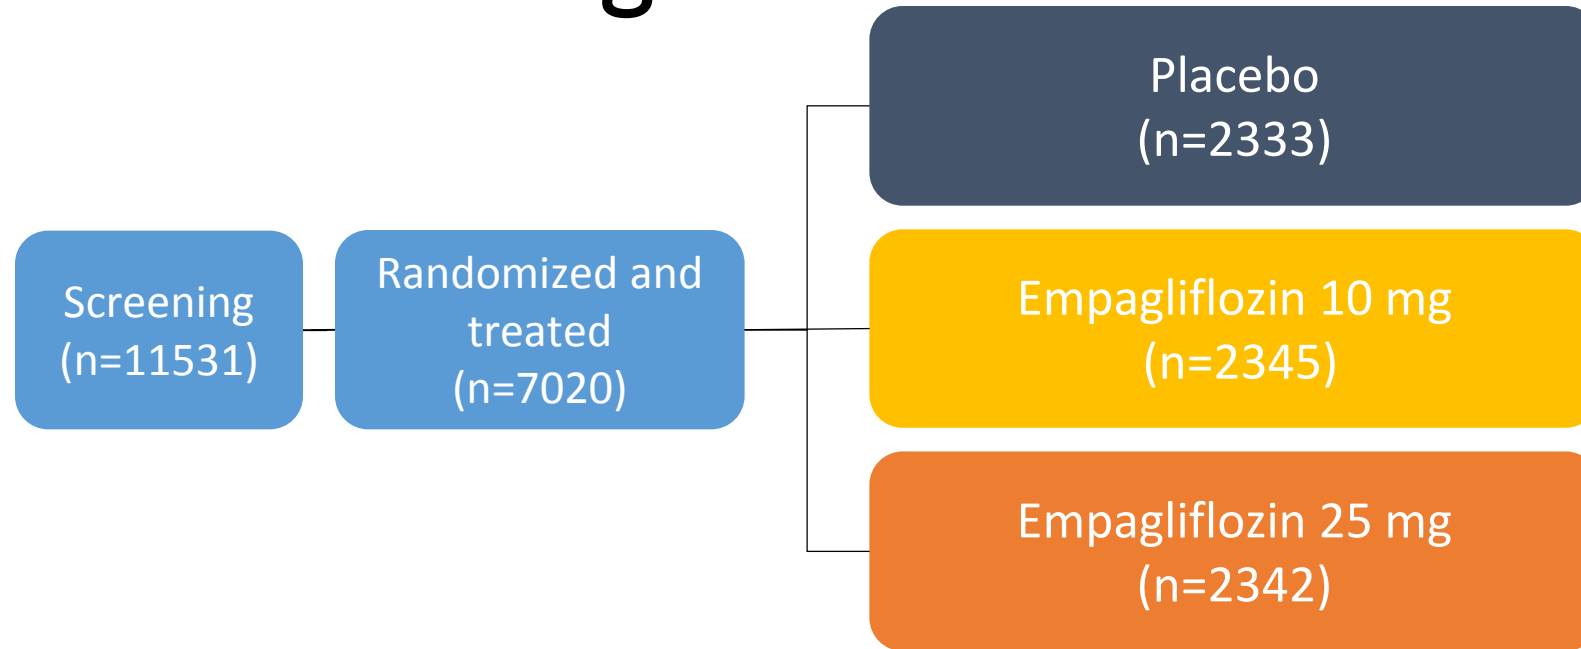 Screening
(n=11531)
Randomized and
treated
(n=7020)
Placebo
(n=2333)
Empagliflozin 10 mg
(n=2345)
Empagliflozin 25 mg
(n=2342)